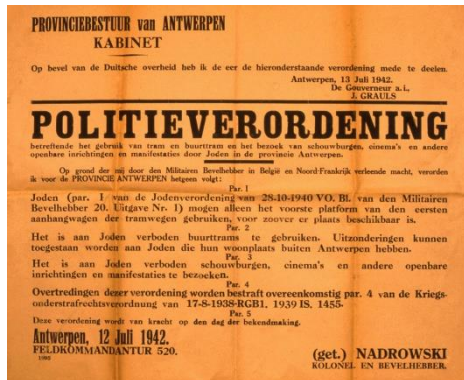 PROVINCIEBESTUUR van ANTWERPEN
KABINET
Op bevel van de Duitsche overheid heb ik de eer de hieronderstaande verordening mede te deelen.
Antwerpen, 13 Juli 1942.
De Gouverneur a.i.,
J. GRAULS
POLITIEVERORDENING
betreffende het gebruik van tram en buurttram en het bezoek van schouwburgen, cinema's en andere
openbare inrichtingen en manifestaties door Joden in de provincie Antwerpen.
Op grond der mij door den Militairen Bevelhebber in België en Noord-Frankrijk verleende macht, verorden
ik voor de PROVINCIE ANTWERPEN hetgeen volgt:
Par. 1
Joden (par. 1 van de Jodenverordening van 28-10-1940 VO. Bl. van den Militairen
Bevelhebber 20. Uitgave Nr. 1) mogen alleen het voorste platform van den eersten
aanhangwagen der tramwegen gebruiken, voor zoover er plaats beschikbaar is.
Par. 2
Het is aan Joden verboden buurttrams te gebruiken. Uitzonderingen kunnen
toegestaan worden aan Joden die hun woonplaats buiten Antwerpen hebben.
Par. 3
Het is aan Joden verboden schouwburgen, cinema's en andere openbare
inrichtingen en manifestaties te bezoeken.
Par. 4
Overtredingen dezer verordening worden bestraft overeenkomstig par. 4 van de Kriegs-
onderstrafrechtsverordnung van 17-8-1938-RGB1. 1939 IS. 1455.
Par. 5
Deze verordening wordt van kracht op den dag der bekendmaking.
Antwerpen, 12 Juli 1942.
FELDKOMMANDANTUR 520.
(get.) NADROWSKI
KOLONEL EN BEVELHEBBER.